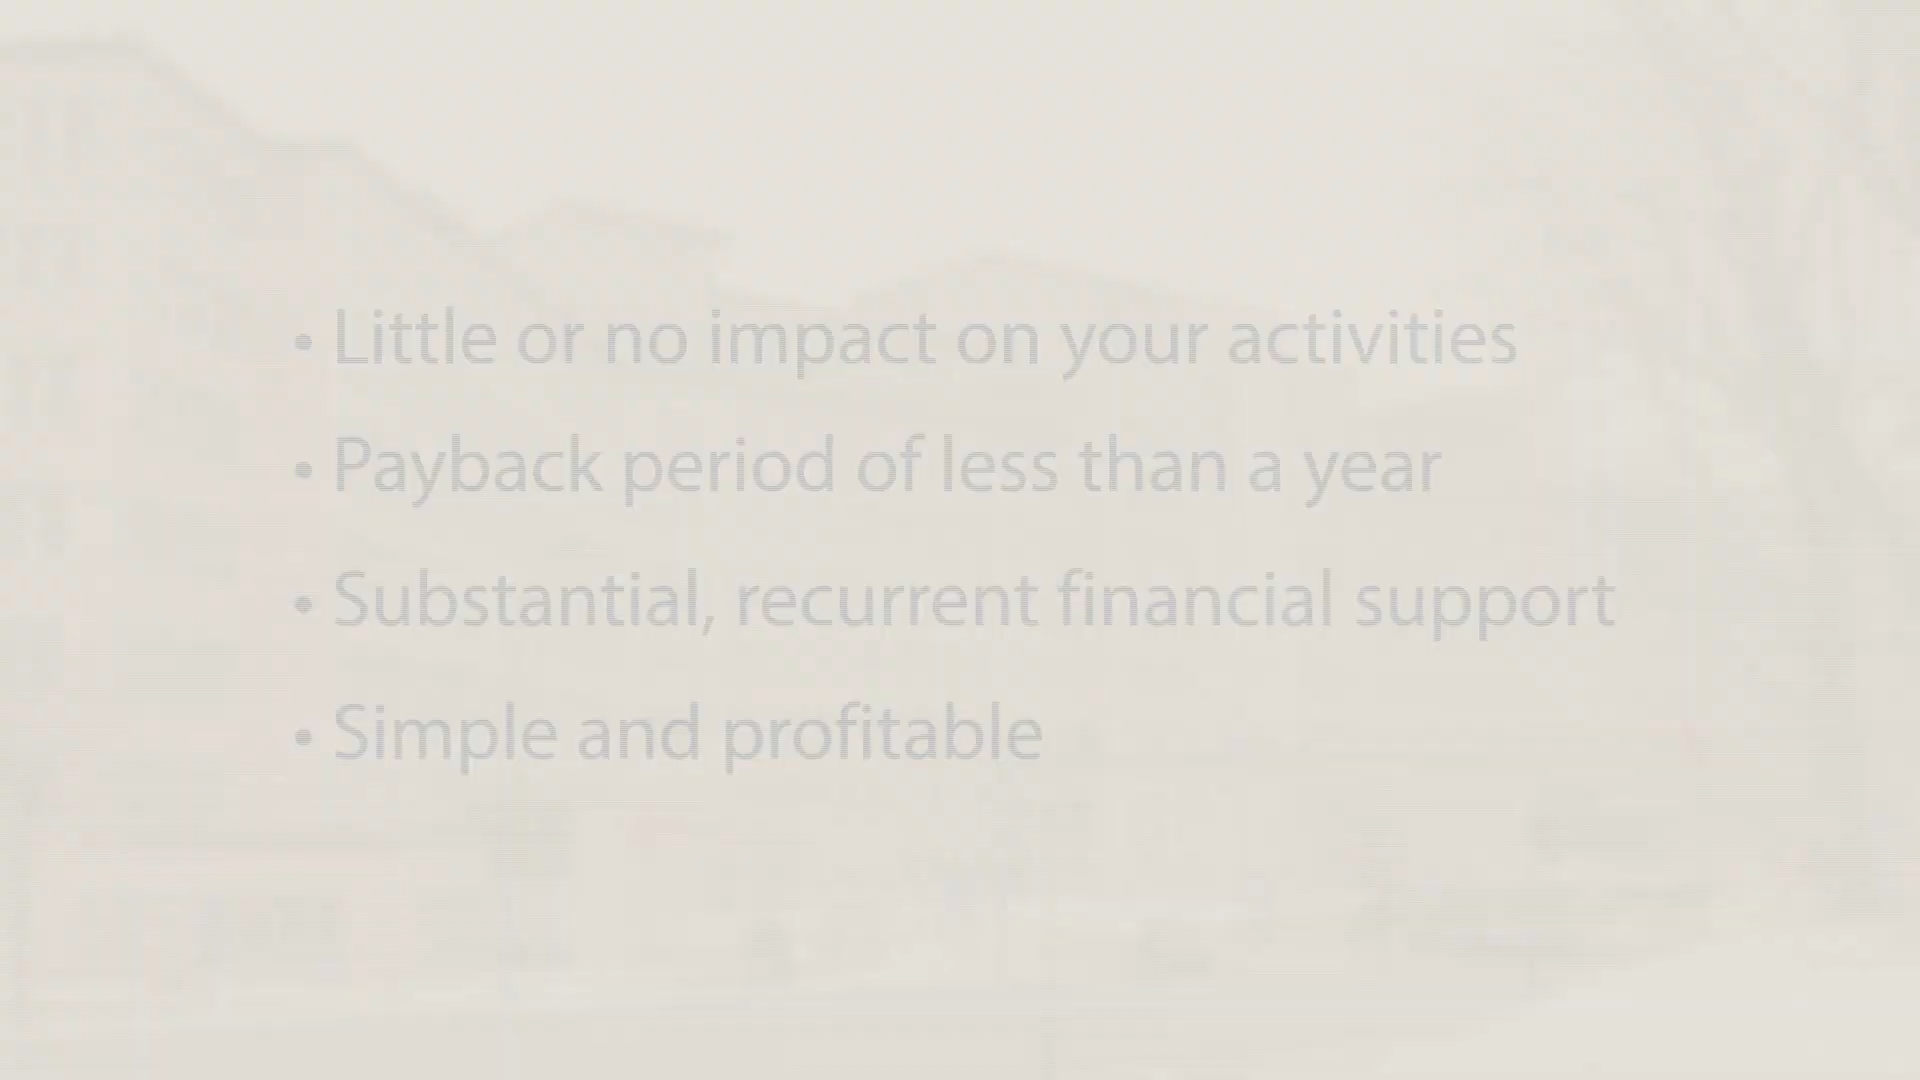 • Little or no impact on your activities
• Payback period of less than a year
• Substantial, recurrent financial support
• Simple and profitable